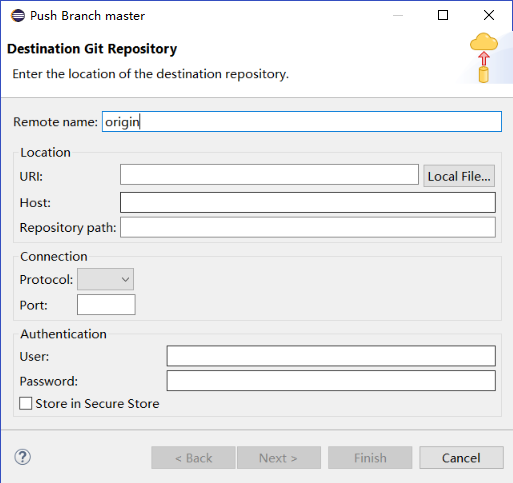 Push Branch master
Destination Git Repository
Enter the location of the destination repository.
Remote name: origin
Location
URI: Local File...
Host:
Repository path:
Connection
Protocol:
Port:
Authentication
User:
Password:
Store in Secure Store
? < Back Next > Finish Cancel